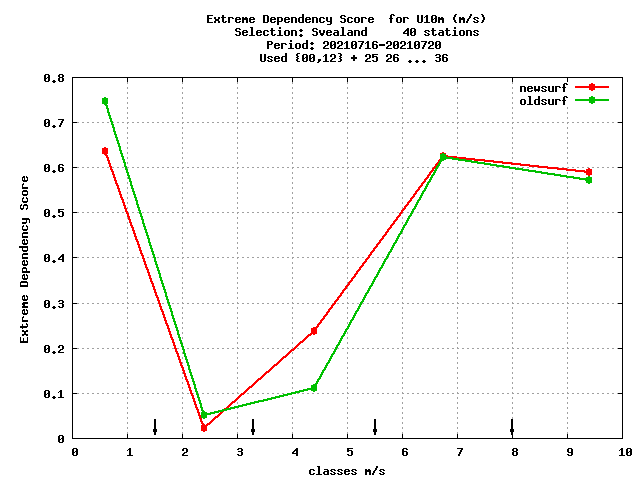 Extreme Dependency Score  for U10m (m/s)
Selection: Svealand     40 stations
Period: 20210716-20210720
Used {00,12} + 25 26 ... 36
newsurf
oldsurf
0.8
0.7
0.6
0.5
0.4
0.3
0.2
0.1
0
Extreme Dependency Score
0 1 2 3 4 5 6 7 8 9 10
classes m/s